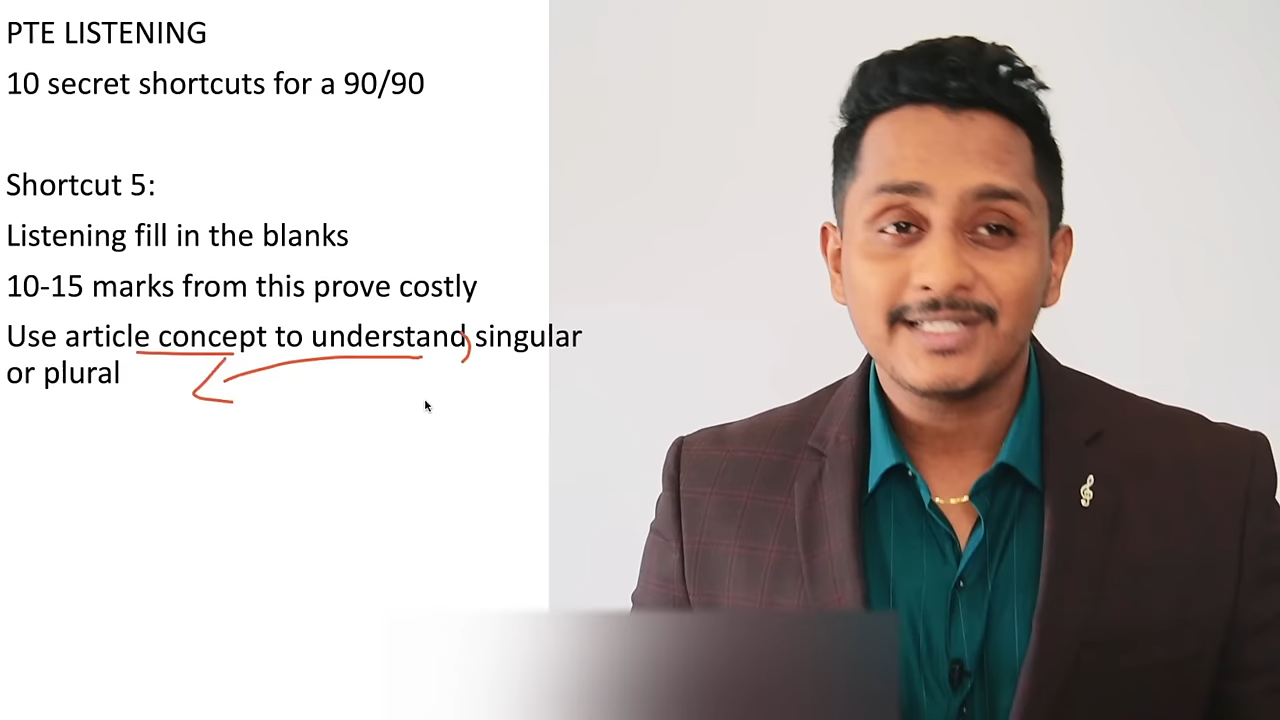 PTE LISTENING
10 secret shortcuts for a 90/90
Shortcut 5:
Listening fill in the blanks
10-15 marks from this prove costly
Use article concept to understand singular
or plural